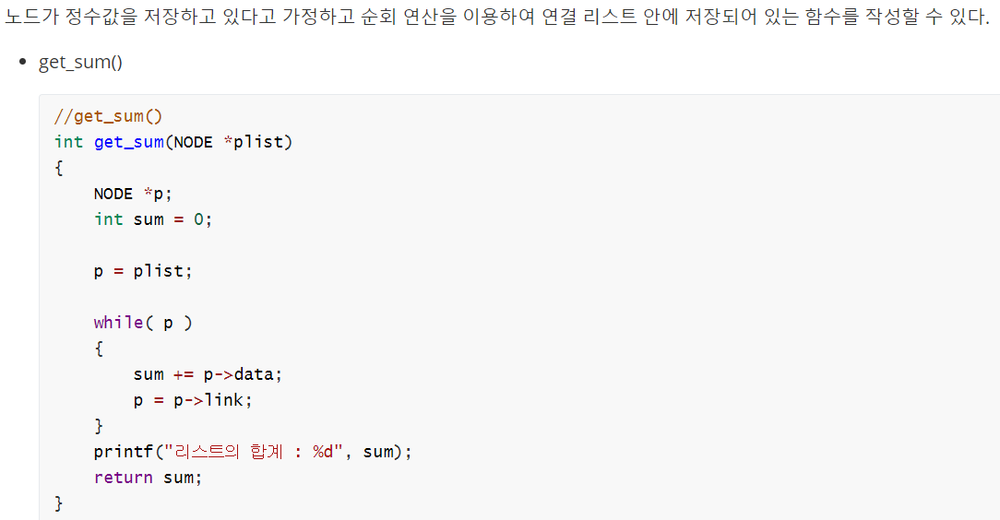 노드가 정수값을 저장하고 있다고 가정하고 순회 연산을 이용하여 연결 리스트 안에 저장되어 있는 함수를 작성할 수 있다.
• get_sum()
//get_sum()
int get_sum(NODE *plist)
{
    NODE *p;
    int sum = 0;

    p = plist;

    while( p )
    {
        sum += p->data;
        p = p->link;
    }
    printf("리스트의 합계 : %d", sum);
    return sum;
}